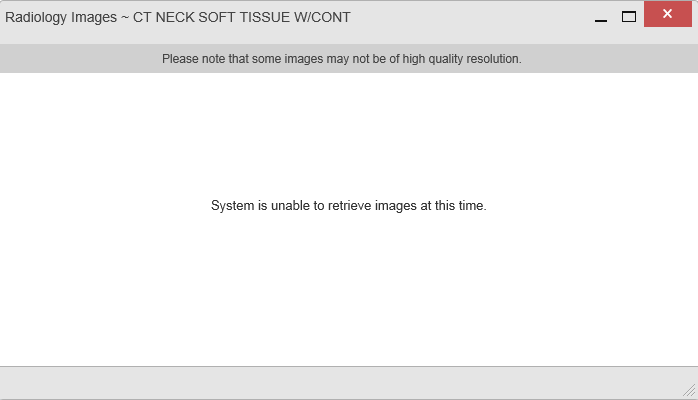 Radiology Images ~ CT NECK SOFT TISSUE W/CONT
Please note that some images may not be of high quality resolution.
System is unable to retrieve images at this time.